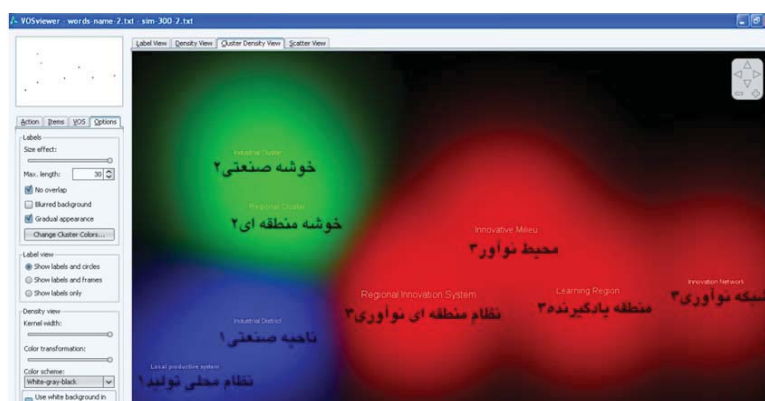 VOSviewer - words-name-2.txt - sim-300-2.txt
Label View Density View Cluster Density View Scatter View
Action Items VOS Options
Labels
Size effect:
Max. length: 30
No overlap
Blurred background
Gradual appearance
Change Cluster Colors...
Label view
Show labels and circles
Show labels and frames
Show labels only
Density view
Kernel width:
Color transformation:
Color scheme:
White-gray-black
Use white background in
Industrial Cluster
خوشه صنعتی۲
Regional Cluster
خوشه منطقه ای۲
Innovative Milieu
محیط نوآور۳
Regional Innovation System
نظام منطقه ای نوآوری۳
Learning Region
منطقه یادگیرنده۳
Innovation Network
شبکه نوآوری۳
Industrial District
ناحیه صنعتی۱
Local productive system
نظام محلی تولید۱